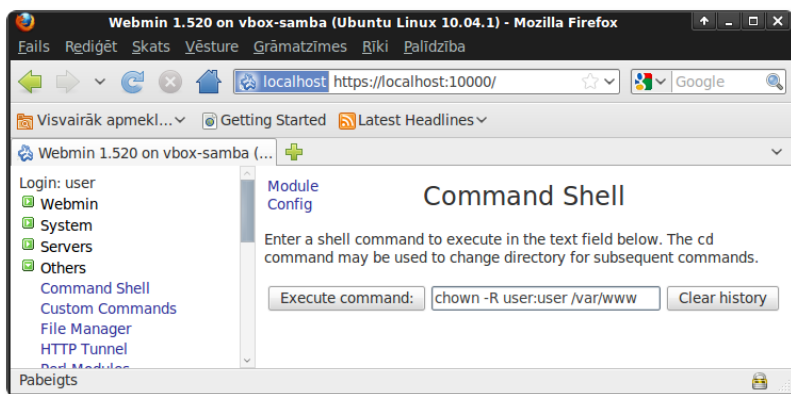 Webmin 1.520 on vbox-samba (Ubuntu Linux 10.04.1) - Mozilla Firefox
Fails Rediģēt Skats Vēsture Grāmatzīmes Rīki Palīdzība
localhost https://localhost:10000/ Google
Visvairāk apmekl... Getting Started Latest Headlines
Webmin 1.520 on vbox-samba (...
Login: user
Webmin
System
Servers
Others
Command Shell
Custom Commands
File Manager
HTTP Tunnel
Perl Modules
Module
Config
Command Shell
Enter a shell command to execute in the text field below. The cd
command may be used to change directory for subsequent commands.
Execute command: chown -R user:user /var/www Clear history
Pabeigts